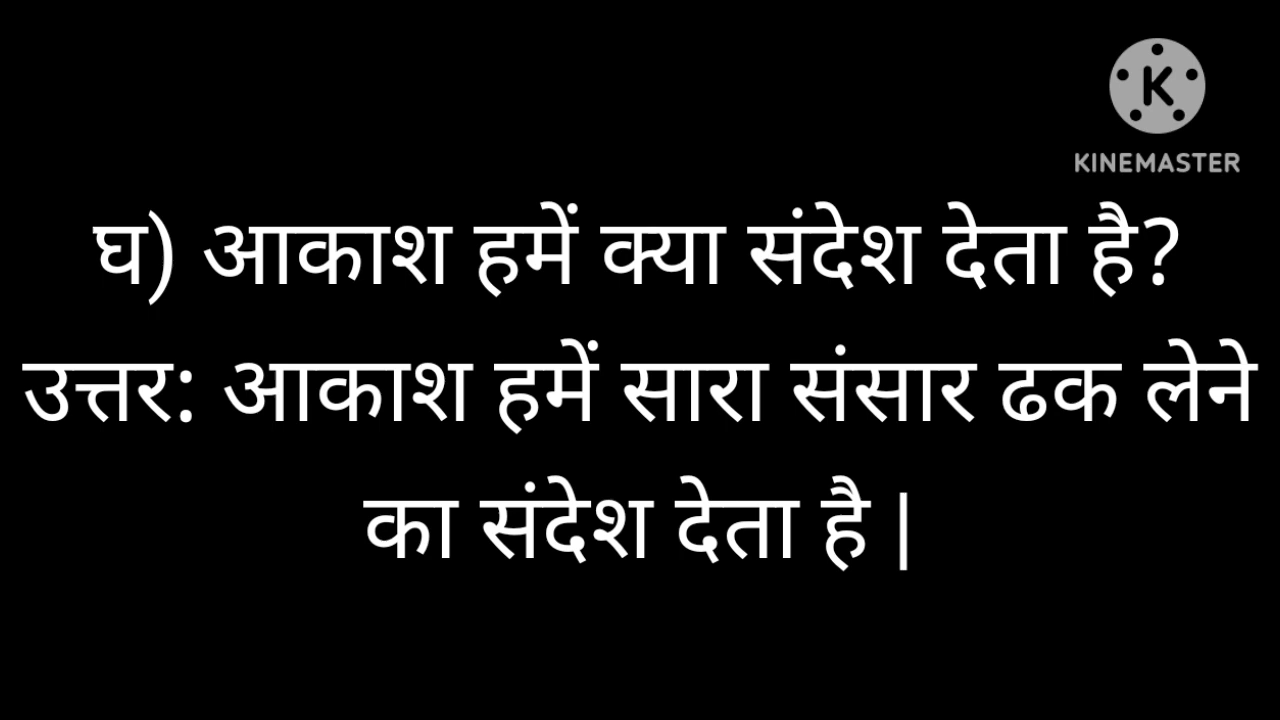 KINEMASTER
घ) आकाश हमें क्या संदेश देता है?
उत्तर: आकाश हमें सारा संसार ढक लेने
का संदेश देता है |